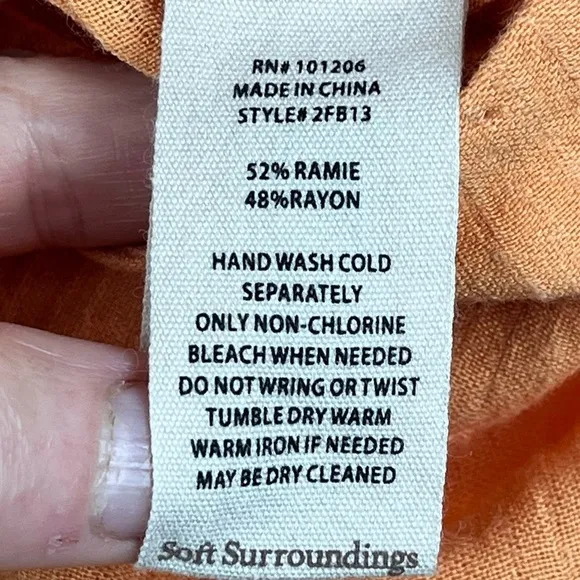 RN# 101206
MADE IN CHINA
STYLE# 2FB13
52% RAMIE
48%RAYON
HAND WASH COLD
SEPARATELY
ONLY NON-CHLORINE
BLEACH WHEN NEEDED
DO NOT WRING OR TWIST
TUMBLE DRY WARM
WARM IRON IF NEEDED
MAY BE DRY CLEANED
Soft Surroundings